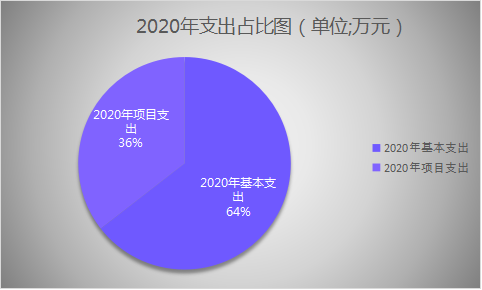 2020年支出占比图（单位;万元）
2020年项目支
出
36%
2020年基本支
出
64%
2020年基本支出
2020年项目支出